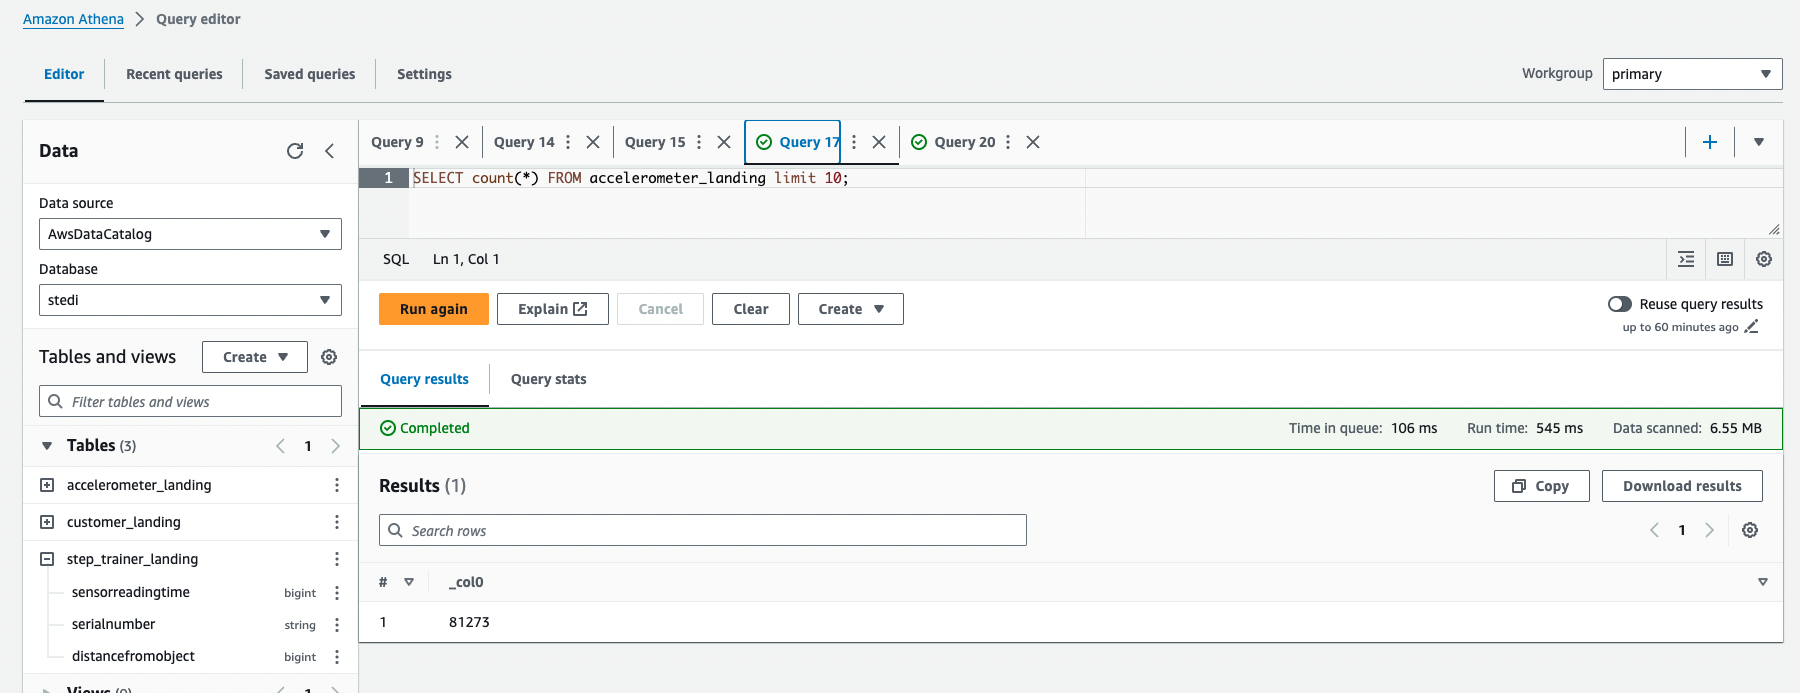 Amazon Athena > Query editor
Editor Recent queries Saved queries Settings
Workgroup primary
Data
Data source
AwsDataCatalog
Database
stedi
Tables and views Create
Filter tables and views
Tables (3) 1
accelerometer_landing
customer_landing
step_trainer_landing
sensorreadingtime bigint
serialnumber string
distancefromobject bigint
Views (0) 1
Query 9 Query 14 Query 15 Query 17 Query 20
1 SELECT count(*) FROM accelerometer_landing limit 10;
SQL Ln 1, Col 1
Run again Explain Cancel Clear Create
Reuse query results
up to 60 minutes ago
Query results Query stats
Completed Time in queue: 106 ms Run time: 545 ms Data scanned: 6.55 MB
Results (1) Copy Download results
Search rows 1
# _col0
1 81273